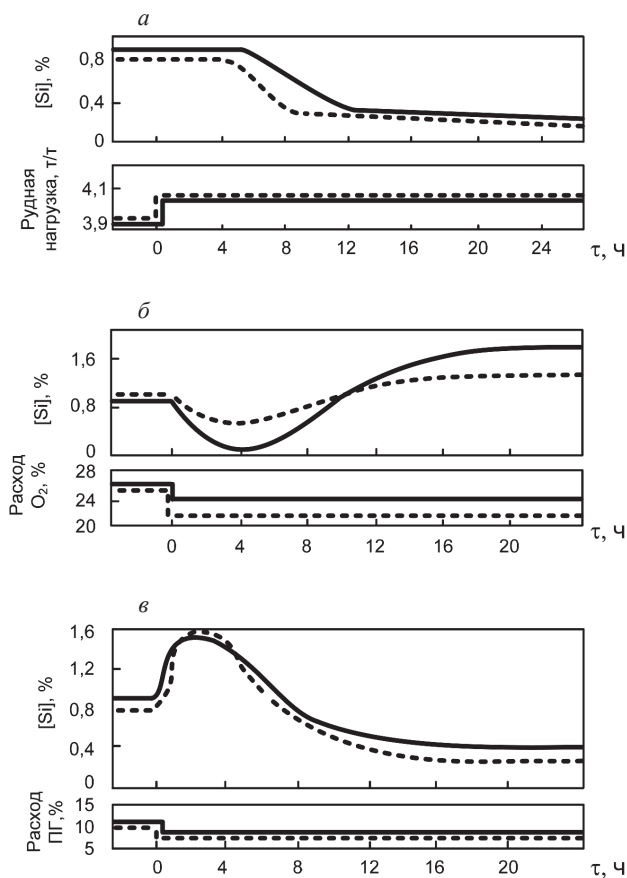 а
[Si], %
0,8
0,4
0
Рудная
нагрузка, т/т
4,1
3,9
0 4 8 12 16 20 24 τ, ч
б
[Si], %
1,6
0,8
0
Расход
O₂, %
28
24
20
0 4 8 12 16 20 τ, ч
в
[Si], %
1,6
1,2
0,8
0,4
0
Расход
ПГ,%
15
10
5
0 4 8 12 16 20 τ, ч